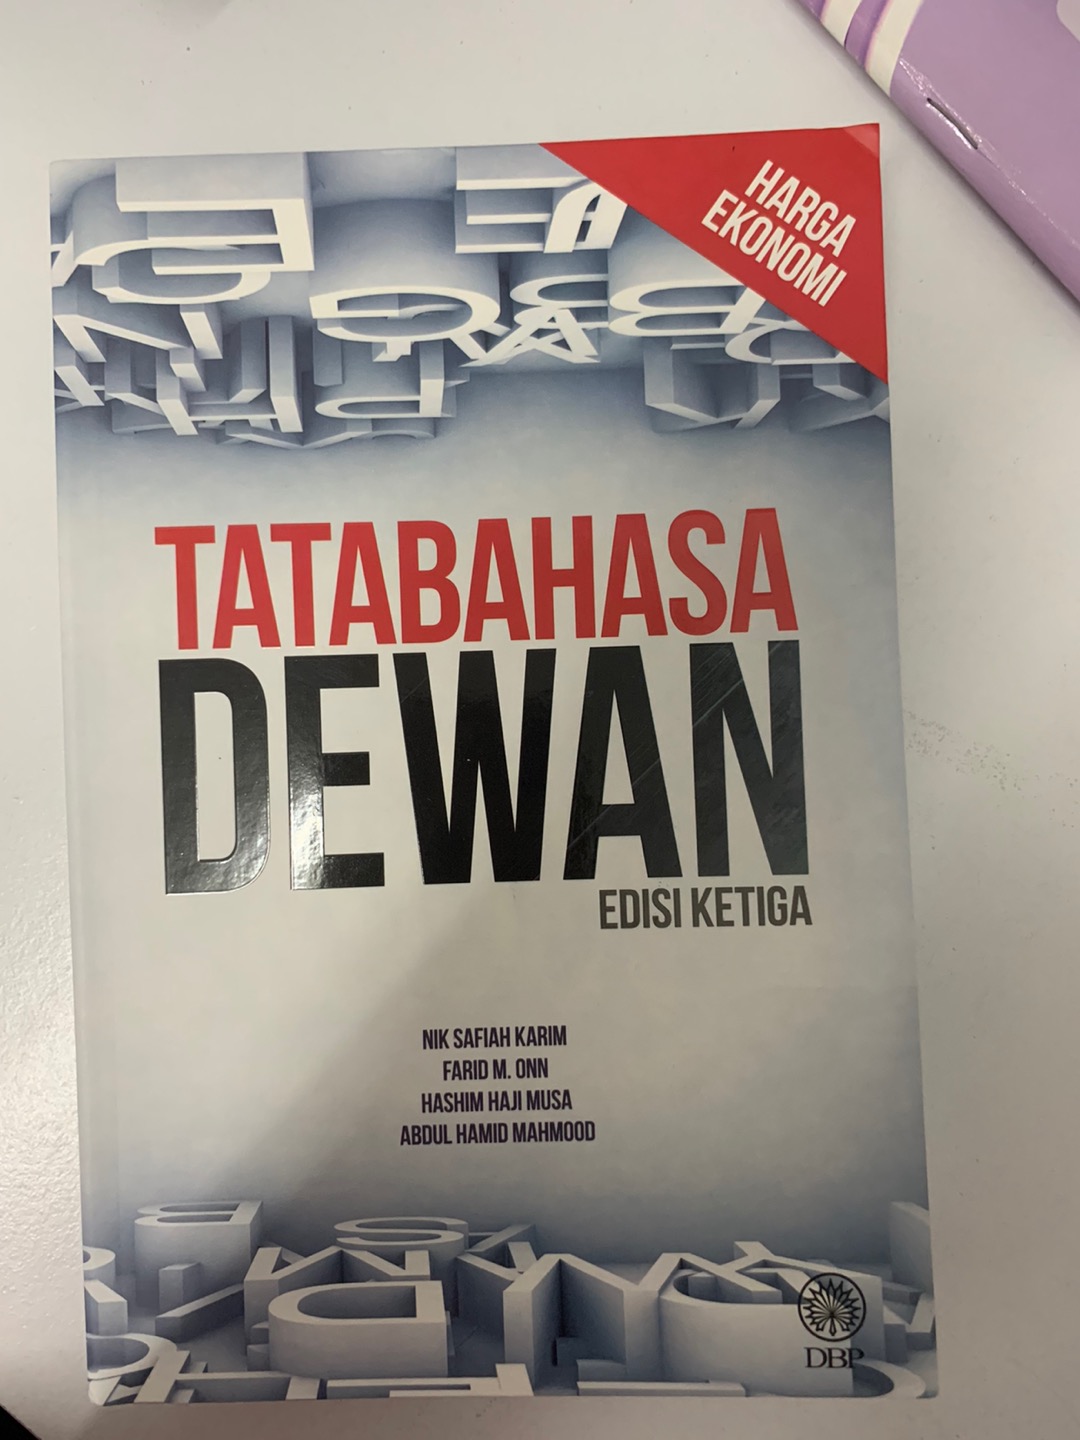 HARGA
EKONOMI
TATABAHASA
DEWAN
EDISI KETIGA
NIK SAFIAH KARIM
FARID M. ONN
HASHIM HAJI MUSA
ABDUL HAMID MAHMOOD
DBP